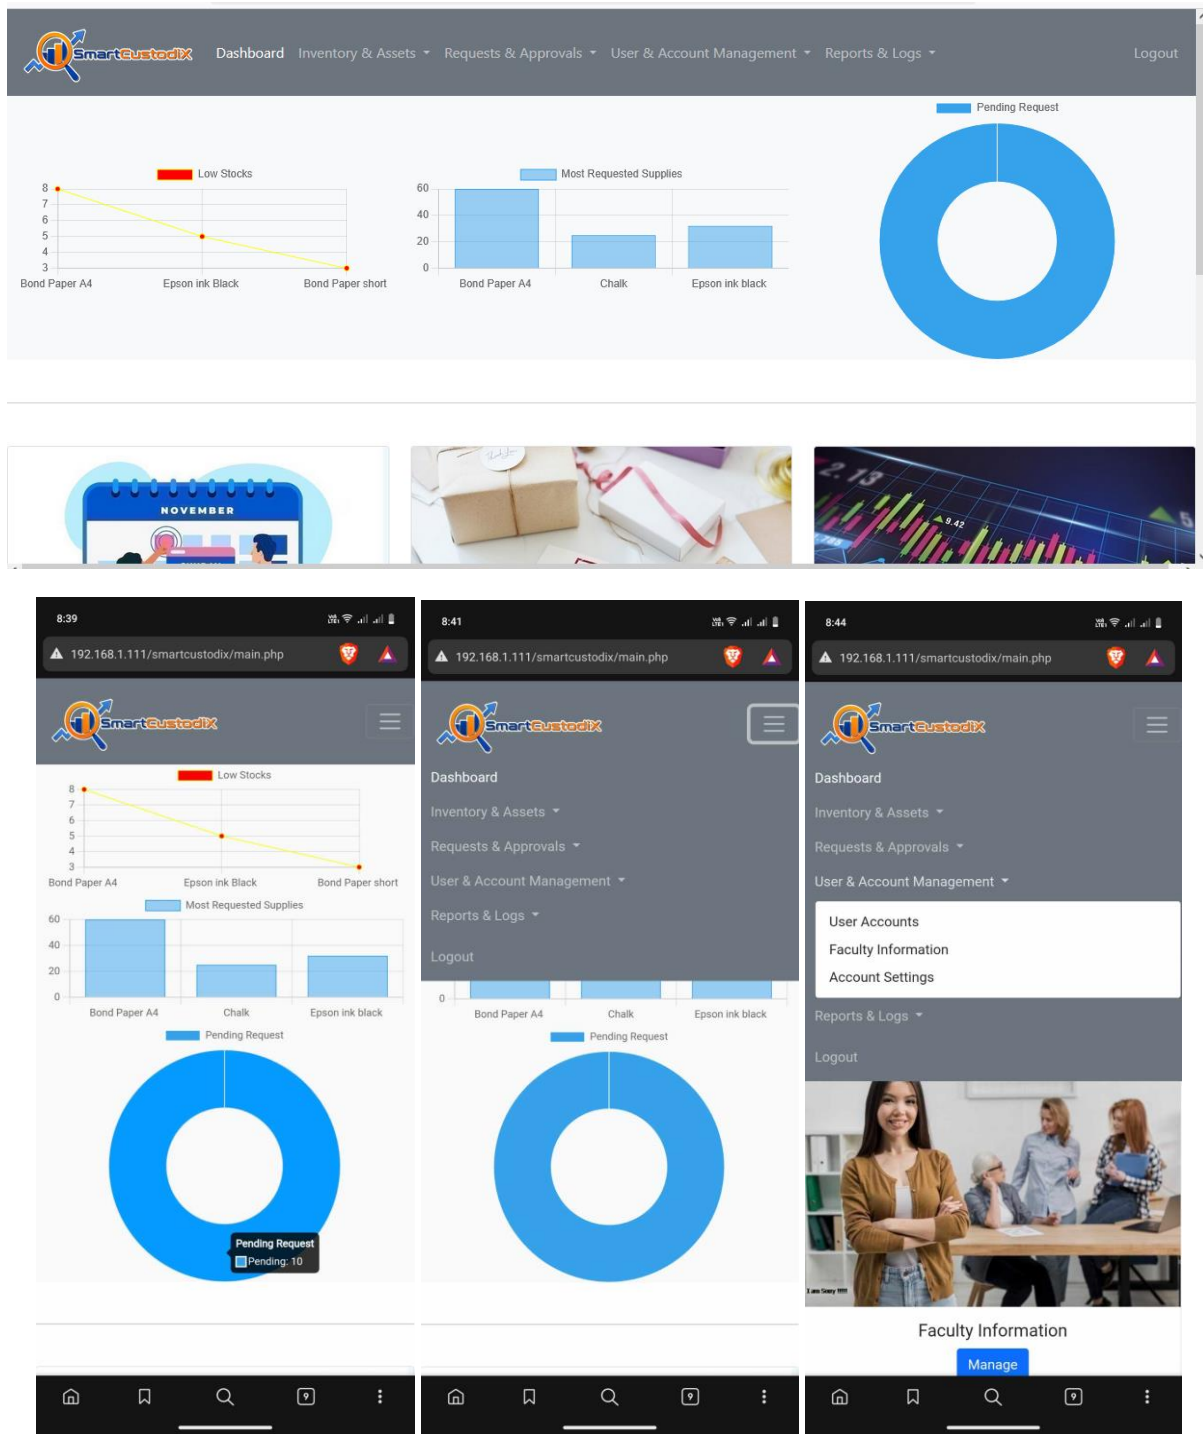 SmartCustodiX Dashboard Inventory & Assets Requests & Approvals User & Account Management Reports & Logs Logout
Pending Request
Low Stocks
8
7
6
5
4
3
Bond Paper A4 Epson ink Black Bond Paper short
Most Requested Supplies
60
40
20
0
Bond Paper A4 Chalk Epson ink black
NOVEMBER
2.13
9.42
8:39
192.168.1.111/smartcustodix/main.php
SmartCustodiX
Low Stocks
8
7
6
5
4
3
Bond Paper A4 Epson ink Black Bond Paper short
Most Requested Supplies
60
40
20
0
Bond Paper A4 Chalk Epson ink black
Pending Request
Pending Request
Pending: 10
9
8:41
192.168.1.111/smartcustodix/main.php
SmartCustodiX
Dashboard
Inventory & Assets
Requests & Approvals
User & Account Management
Reports & Logs
Logout
0
Bond Paper A4 Chalk Epson ink black
Pending Request
9
8:44
192.168.1.111/smartcustodix/main.php
SmartCustodiX
Dashboard
Inventory & Assets
Requests & Approvals
User & Account Management
User Accounts
Faculty Information
Account Settings
Reports & Logs
Logout
I am Sexy !!!!!
Faculty Information
Manage
9